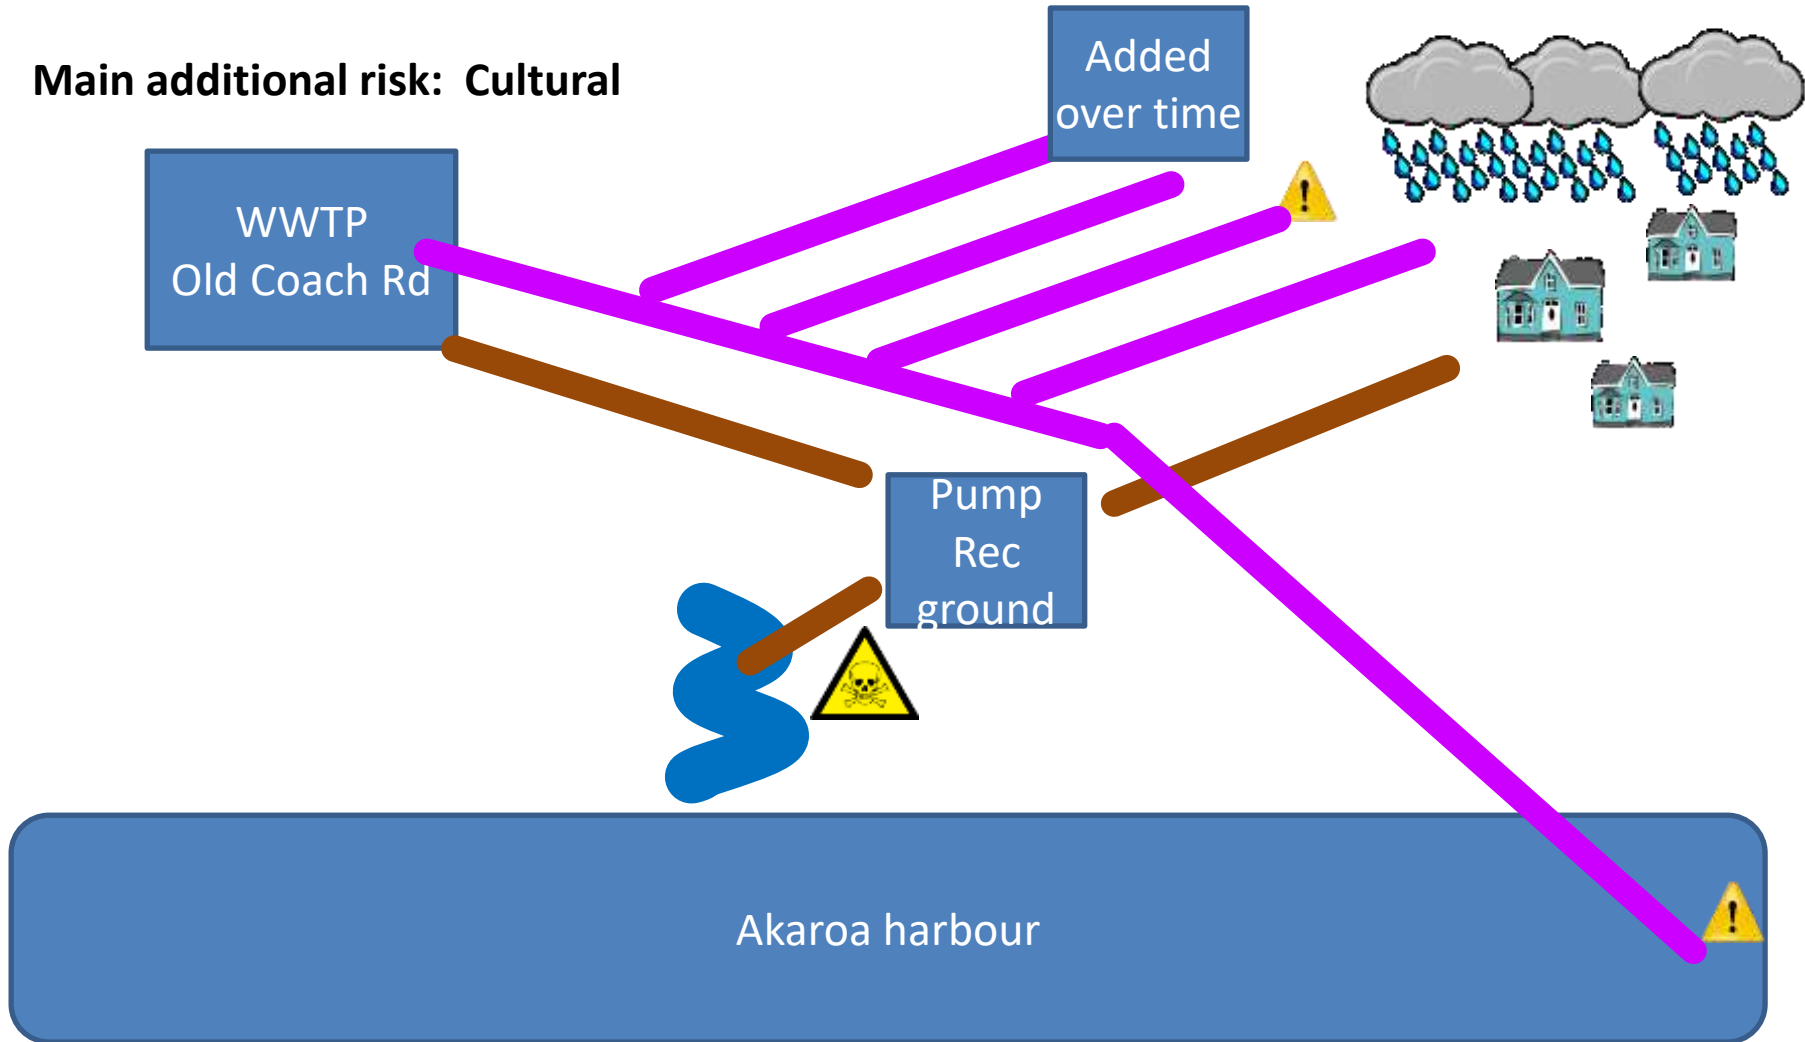 Main additional risk:  Cultural
Added
over time
WWTP
Old Coach Rd
Pump
Rec
ground
Akaroa harbour